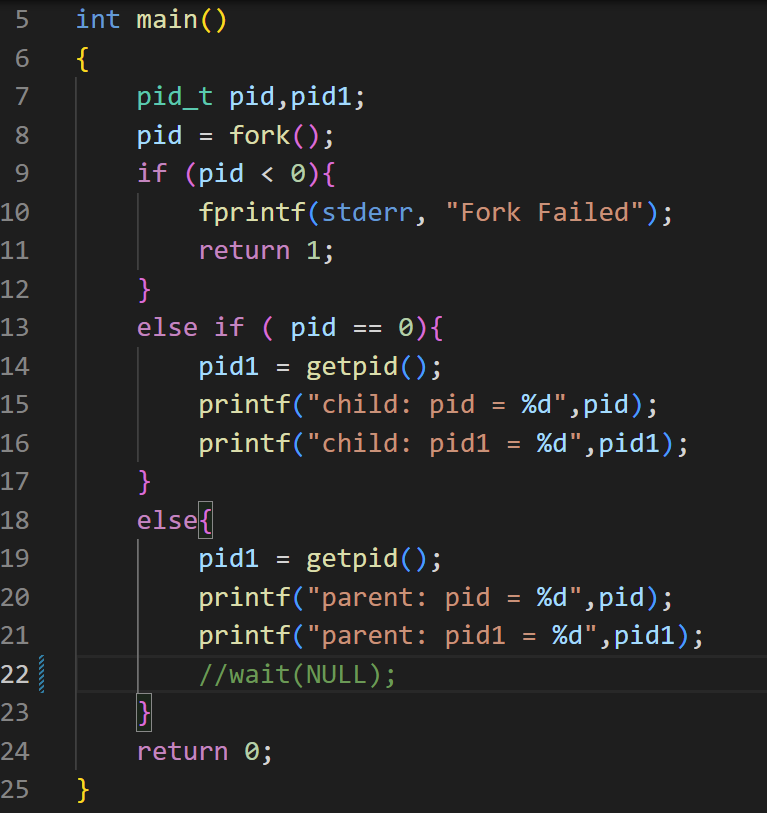 5 int main()
6 {
7 pid_t pid,pid1;
8 pid = fork();
9 if (pid < 0){
10 fprintf(stderr, "Fork Failed");
11 return 1;
12 }
13 else if ( pid == 0){
14 pid1 = getpid();
15 printf("child: pid = %d",pid);
16 printf("child: pid1 = %d",pid1);
17 }
18 else{
19 pid1 = getpid();
20 printf("parent: pid = %d",pid);
21 printf("parent: pid1 = %d",pid1);
22 //wait(NULL);
23 }
24 return 0;
25 }